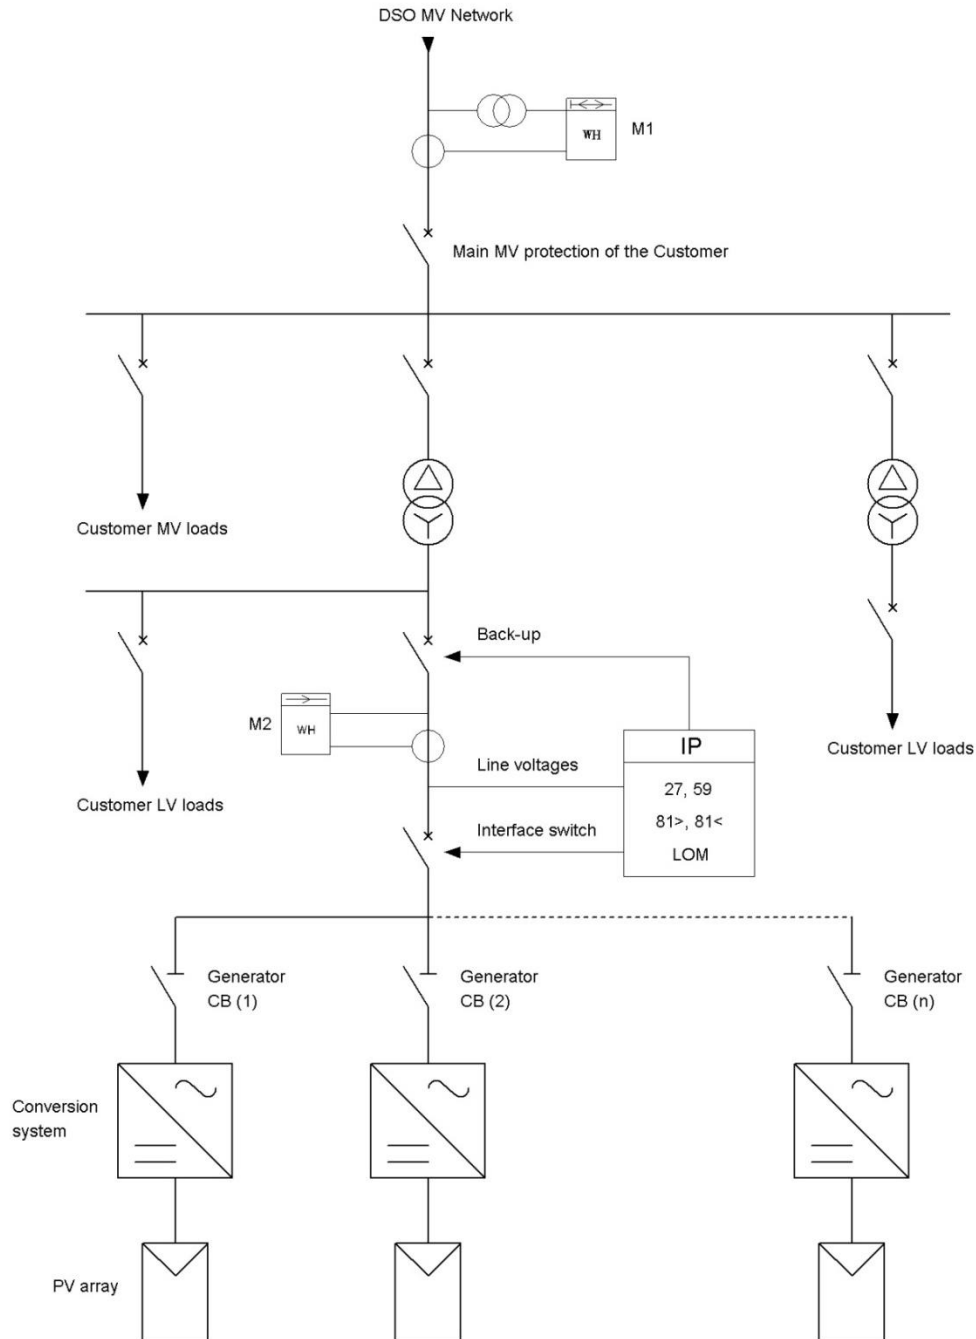 DSO MV Network
WH
M1
Main MV protection of the Customer
Customer MV loads
Back-up
M2
WH
IP
Customer LV loads
Line voltages
27, 59
Customer LV loads
81>, 81<
Interface switch
LOM
Generator
CB (1)
Generator
CB (2)
Generator
CB (n)
Conversion
system
PV array